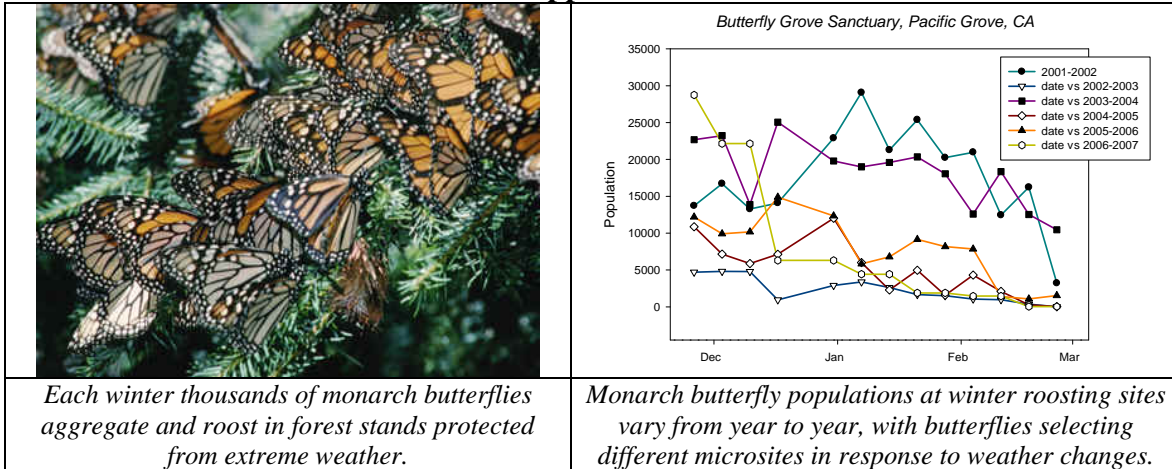 Butterfly Grove Sanctuary, Pacific Grove, CA
35000
30000
25000
20000
15000
10000
5000
0
Population
Dec
Jan
Feb
Mar
2001-2002
date vs 2002-2003
date vs 2003-2004
date vs 2004-2005
date vs 2005-2006
date vs 2006-2007
Each winter thousands of monarch butterflies
aggregate and roost in forest stands protected
from extreme weather.
Monarch butterfly populations at winter roosting sites
vary from year to year, with butterflies selecting
different microsites in response to weather changes.